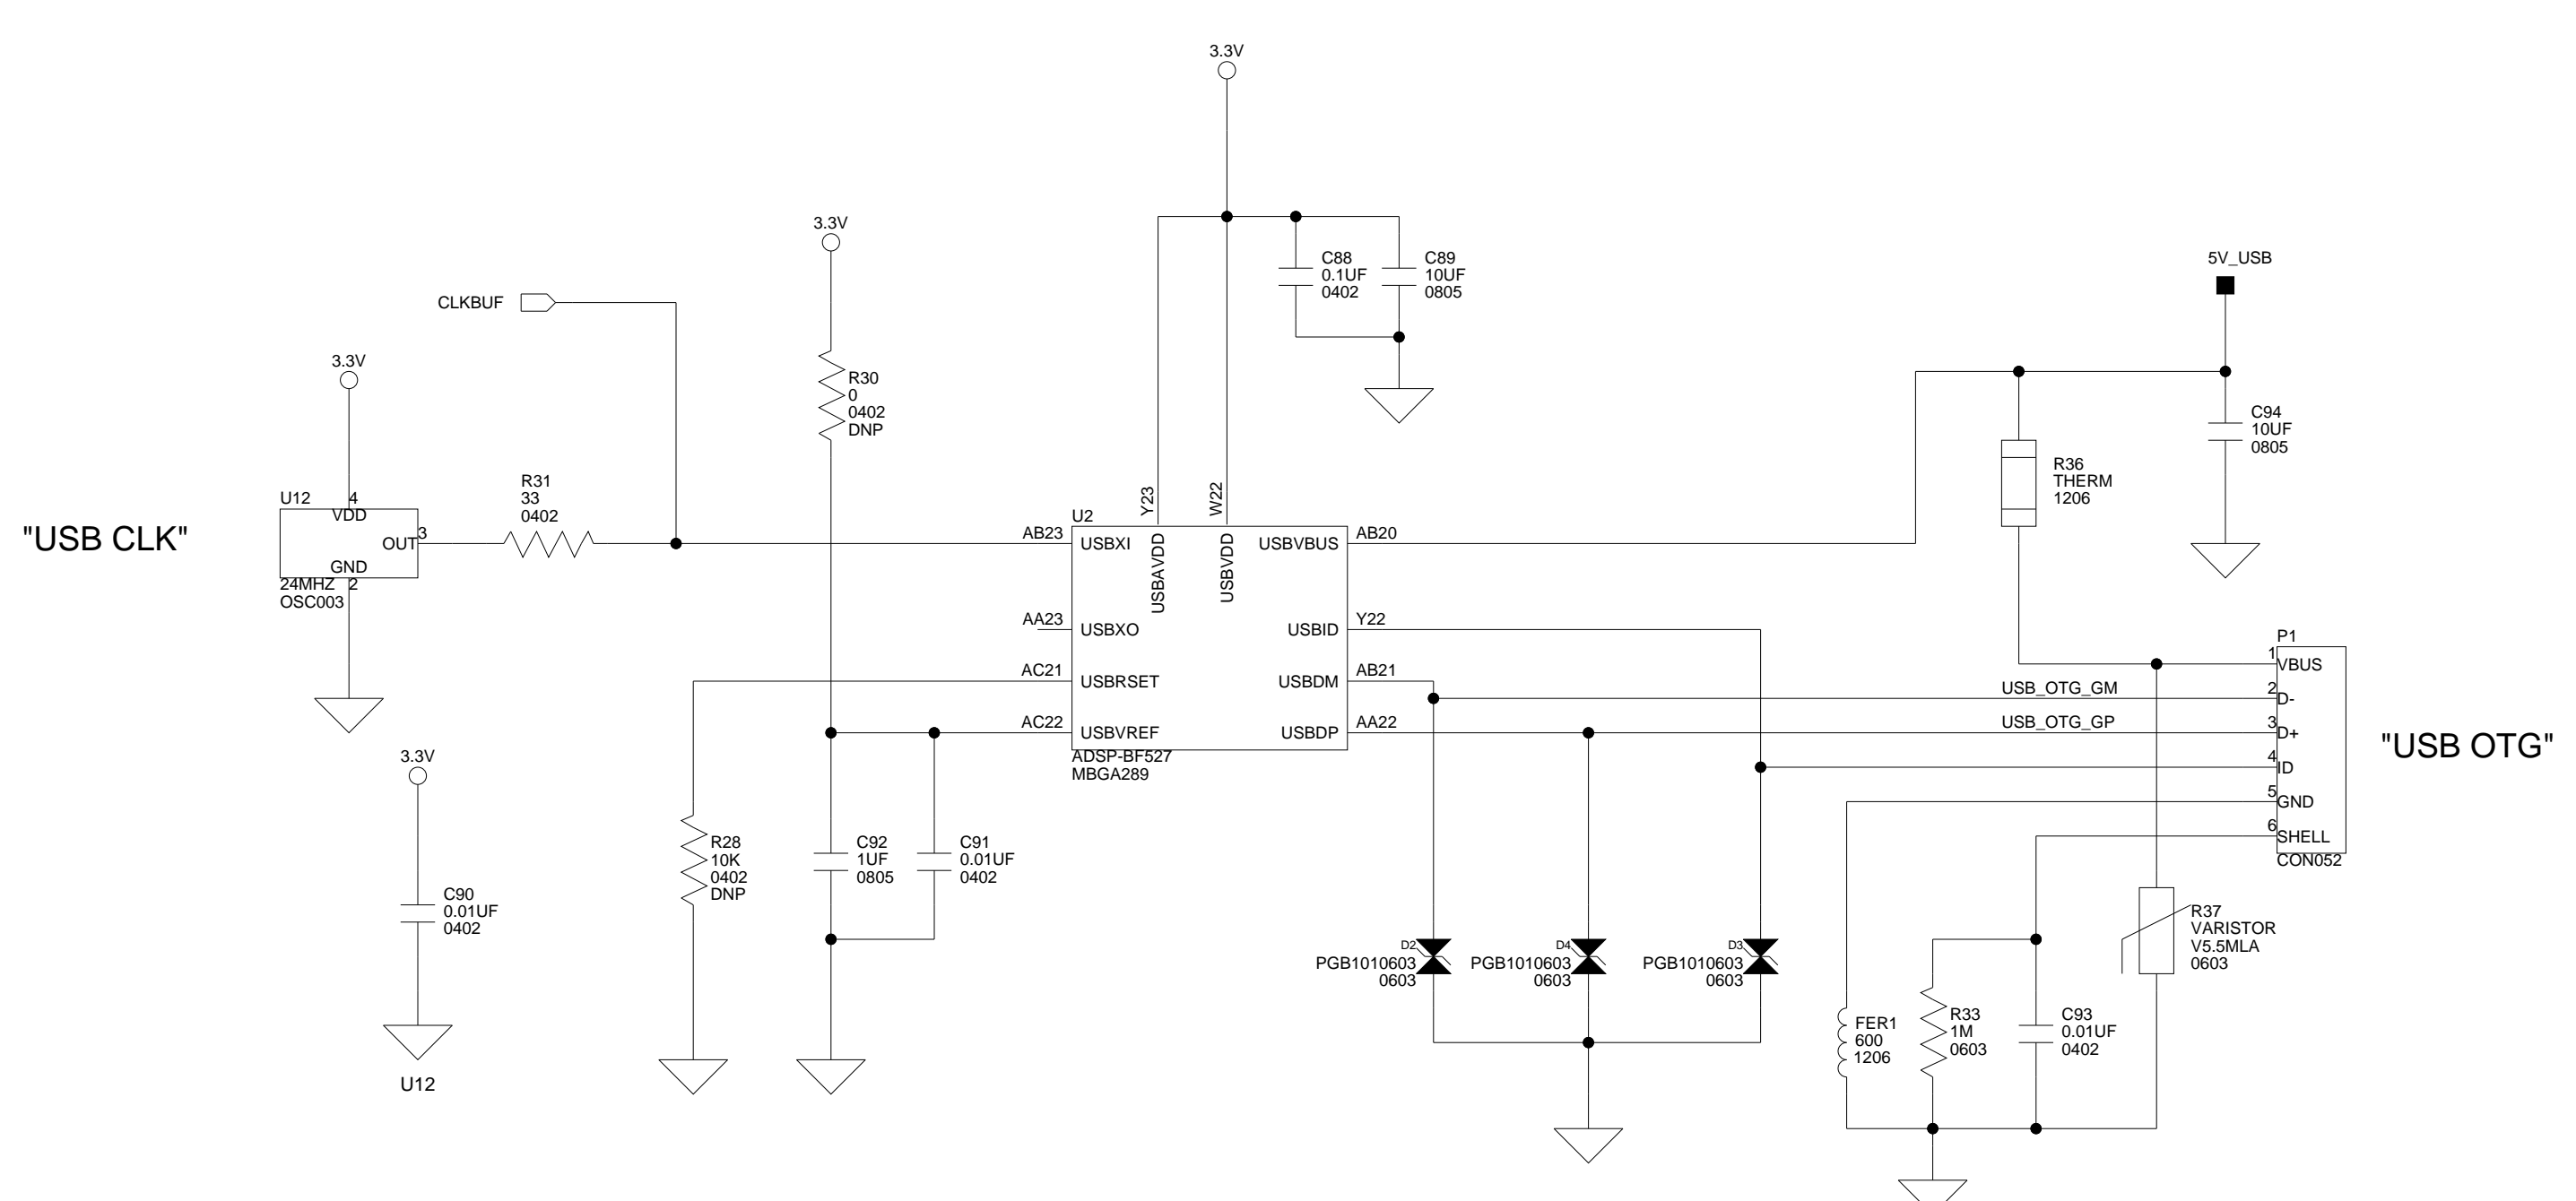 3.3V
3.3V
CLKBUF
3.3V
C88
0.1UF
0402
C89
10UF
0805
5V_USB
R30
0
0402
DNP
C94
10UF
0805
R36
THERM
1206
R31
33
0402
"USB CLK"
U12
4
VDD
OUT
3
GND
2
24MHZ
OSC003
U2
Y23
W22
AB23
USBXI
USBAVDD
USBVDD
USBVBUS
AB20
AA23
USBXO
USBID
Y22
AC21
USBRSET
USBDM
AB21
AC22
USBVREF
USBDP
AA22
ADSP-BF527
MBGA289
P1
1
VBUS
USB_OTG_GM
2
D-
USB_OTG_GP
3
D+
4
ID
5
GND
6
SHELL
CON052
"USB OTG"
3.3V
C90
0.01UF
0402
U12
R28
10K
0402
DNP
C92
1UF
0805
C91
0.01UF
0402
D2
PGB1010603
0603
D4
PGB1010603
0603
D3
PGB1010603
0603
R37
VARISTOR
V5.5MLA
0603
FER1
600
1206
R33
1M
0603
C93
0.01UF
0402